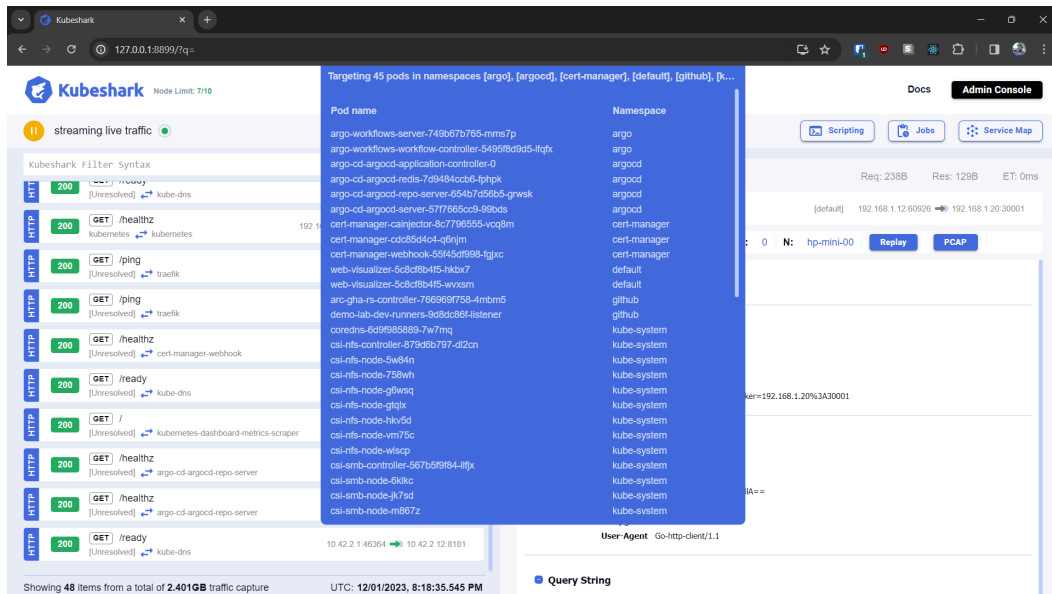 Kubeshark
127.0.0.1:8899/?q=
Kubeshark Node Limit: 7/10
Docs
Admin Console
streaming live traffic
Scripting
Jobs
Service Map
Targeting 45 pods in namespaces [argo], [argocd], [cert-manager], [default], [github], [k...
Pod name Namespace
argo-workflows-server-749b67b765-mms7p argo
argo-workflows-workflow-controller-5495f8d9d5-lfqfx argo
argo-cd-argocd-application-controller-0 argocd
argo-cd-argocd-redis-7d9484ccb6-fphpk argocd
argo-cd-argocd-repo-server-654b7d56b5-grwsk argocd
argo-cd-argocd-server-57f7665cc9-99bds argocd
cert-manager-cainjector-8c7796555-vcq8m cert-manager
cert-manager-cdc85d4c4-q6njm cert-manager
cert-manager-webhook-55f45df998-fgjxc cert-manager
web-visualizer-5c8cf8b4f5-hkbx7 default
web-visualizer-5c8cf8b4f5-wvxsm default
arc-gha-rs-controller-766969f758-4mbm5 github
demo-lab-dev-runners-9d8dc86f-listener github
coredns-6d9f985889-7w7mq kube-system
csi-nfs-controller-879d6b797-dl2cn kube-system
csi-nfs-node-5w84n kube-system
csi-nfs-node-758wh kube-system
csi-nfs-node-g6wsq kube-system
csi-nfs-node-gtqlx kube-system
csi-nfs-node-hkv5d kube-system
csi-nfs-node-vm75c kube-system
csi-nfs-node-wlscp kube-system
csi-smb-controller-567b5f9f84-llfjx kube-system
csi-smb-node-6klkc kube-system
csi-smb-node-jk7sd kube-system
csi-smb-node-m867z kube-system
Kubeshark Filter Syntax
HTTP 200 /ready
[Unresolved] kube-dns
HTTP 200 GET /healthz
kubernetes kubernetes
HTTP 200 GET /ping
[Unresolved] traefik
HTTP 200 GET /ping
[Unresolved] traefik
HTTP 200 GET /healthz
[Unresolved] cert-manager-webhook
HTTP 200 GET /ready
[Unresolved] kube-dns
HTTP 200 GET /
[Unresolved] kubernetes-dashboard-metrics-scraper
HTTP 200 GET /healthz
[Unresolved] argo-cd-argocd-repo-server
HTTP 200 GET /healthz
[Unresolved] argo-cd-argocd-repo-server
HTTP 200 GET /ready
[Unresolved] kube-dns
10.42.2.1:46364 10.42.2.12:8181
Showing 48 items from a total of 2.401GB traffic capture
UTC: 12/01/2023, 8:18:35.545 PM
Req: 238B Res: 129B ET: 0ms
[default] 192.168.1.12:60926 192.168.1.20:30001
: 0 N: hp-mini-00 Replay PCAP
ker=192.168.1.20%3A30001
IA==
User-Agent Go-http-client/1.1
Query String